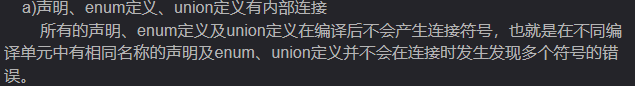 a)声明、enum定义、union定义有内部连接
所有的声明、enum定义及union定义在编译后不会产生连接符号，也就是在不同编
译单元中有相同名称的声明及enum、union定义并不会在连接时发生发现多个符号的错
误。